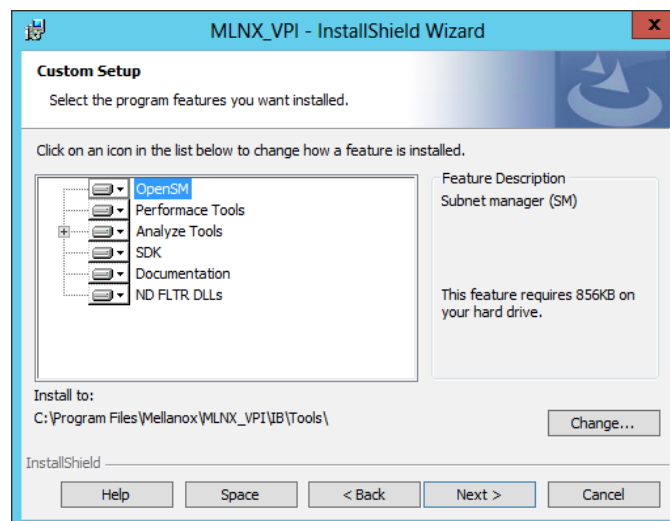 MLNX_VPI - InstallShield Wizard
x
Custom Setup
Select the program features you want installed.
Click on an icon in the list below to change how a feature is installed.
OpenSM
Performace Tools
Analyze Tools
SDK
Documentation
ND FLTR DLLs
Feature Description
Subnet manager (SM)
This feature requires 856KB on
your hard drive.
Install to:
C:\Program Files\Mellanox\MLNX_VPI\IB\Tools\
Change...
InstallShield
Help
Space
< Back
Next >
Cancel